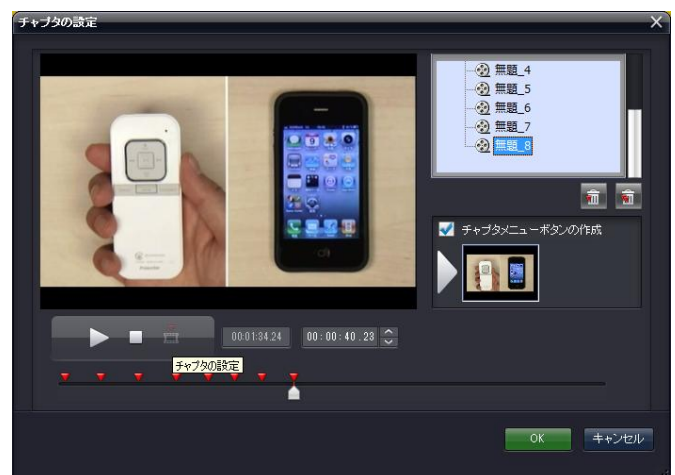 チャプタの設定
無題_4
無題_5
無題_6
無題_7
無題_8
チャプタメニューボタンの作成
00:01:34.24
00:00:40.23
チャプタの設定
OK
キャンセル